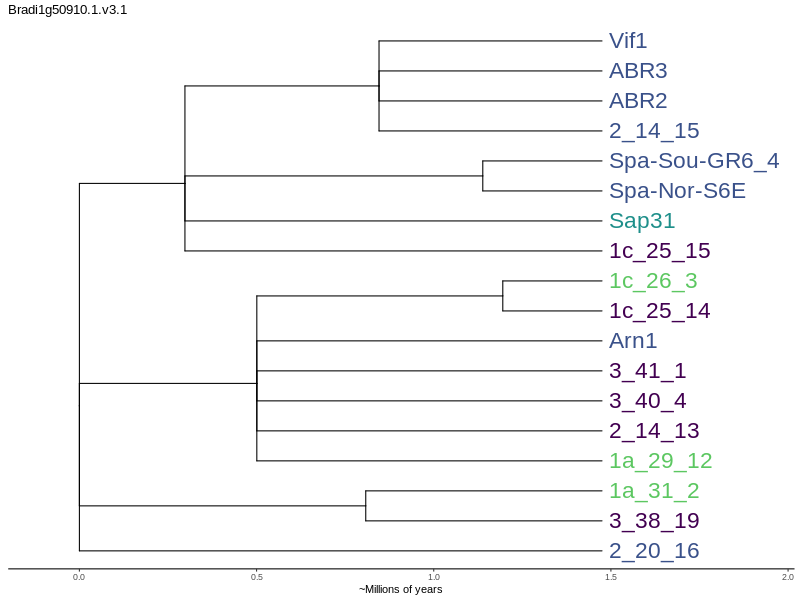 Bradi1g50910.1.v3.1
Vif1
ABR3
ABR2
2_14_15
Spa-Sou-GR6_4
Spa-Nor-S6E
Sap31
1c_25_15
1c_26_3
1c_25_14
Arn1
3_41_1
3_40_4
2_14_13
1a_29_12
1a_31_2
3_38_19
2_20_16
0.0 0.5 1.0 1.5 2.0
~Millions of years